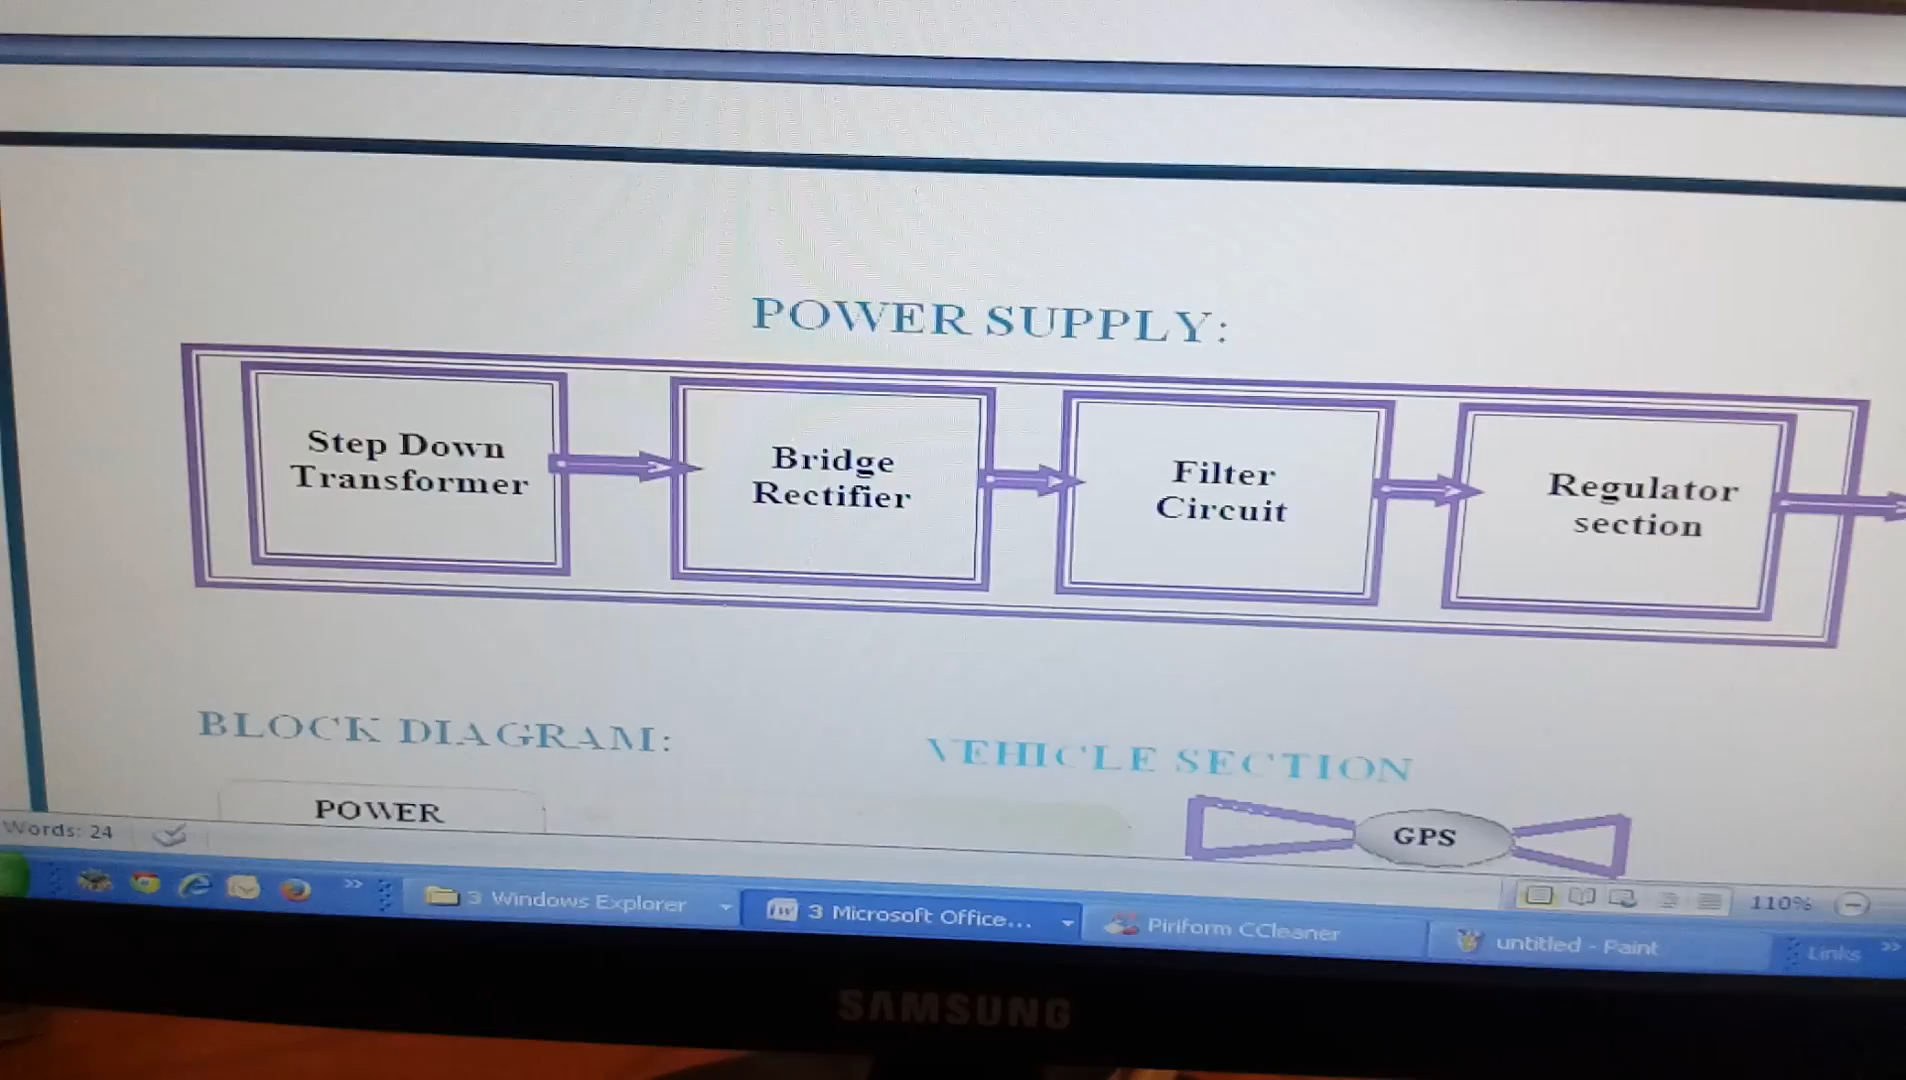 POWER SUPPLY:
Step Down
Transformer
Bridge
Rectifier
Filter
Circuit
Regulator
section
BLOCK DIAGRAM:
VEHICLE SECTION
POWER
GPS
Words: 24
110%
3 Windows Explorer
3 Microsoft Office...
Piriform CCleaner
untitled - Paint
Links
SAMSUNG